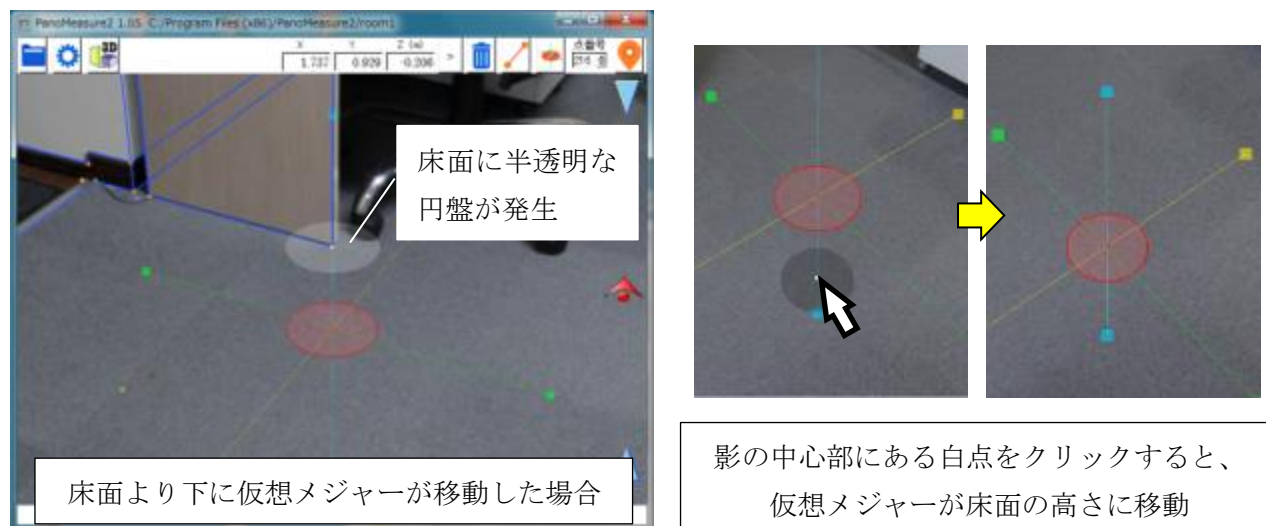 PanoMeasure2 1.05 C:/Program Files (x86)/PanoMeasure2/room1
3D
X Y Z (m)
1.737 0.929 -0.206
>
点番号
床面に半透明な
円盤が発生
床面より下に仮想メジャーが移動した場合
影の中心部にある白点をクリックすると、
仮想メジャーが床面の高さに移動